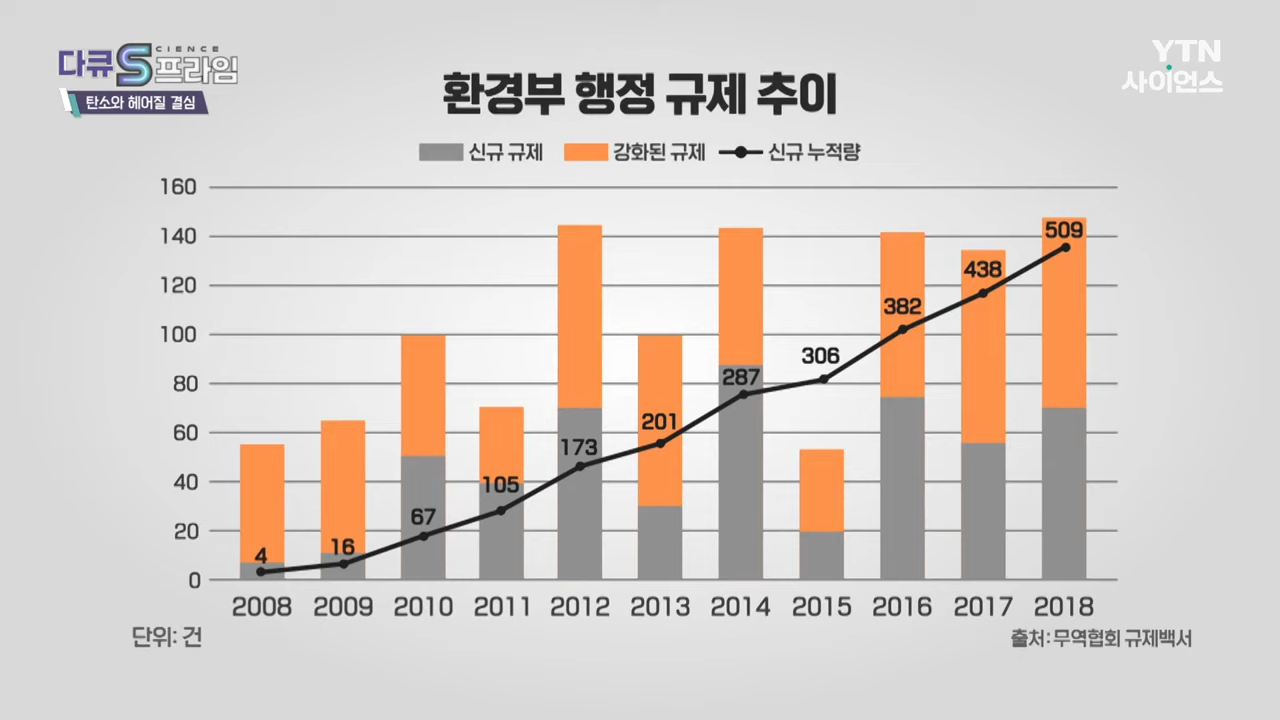 다큐S프라임
CIENCE
탄소와 헤어질 결심
YTN
사이언스
환경부 행정 규제 추이
신규 규제 강화된 규제 신규 누적량
160
140
120
100
80
60
40
20
0
4 16 67 105 173 201 287 306 382 438 509
2008 2009 2010 2011 2012 2013 2014 2015 2016 2017 2018
단위: 건
출처: 무역협회 규제백서